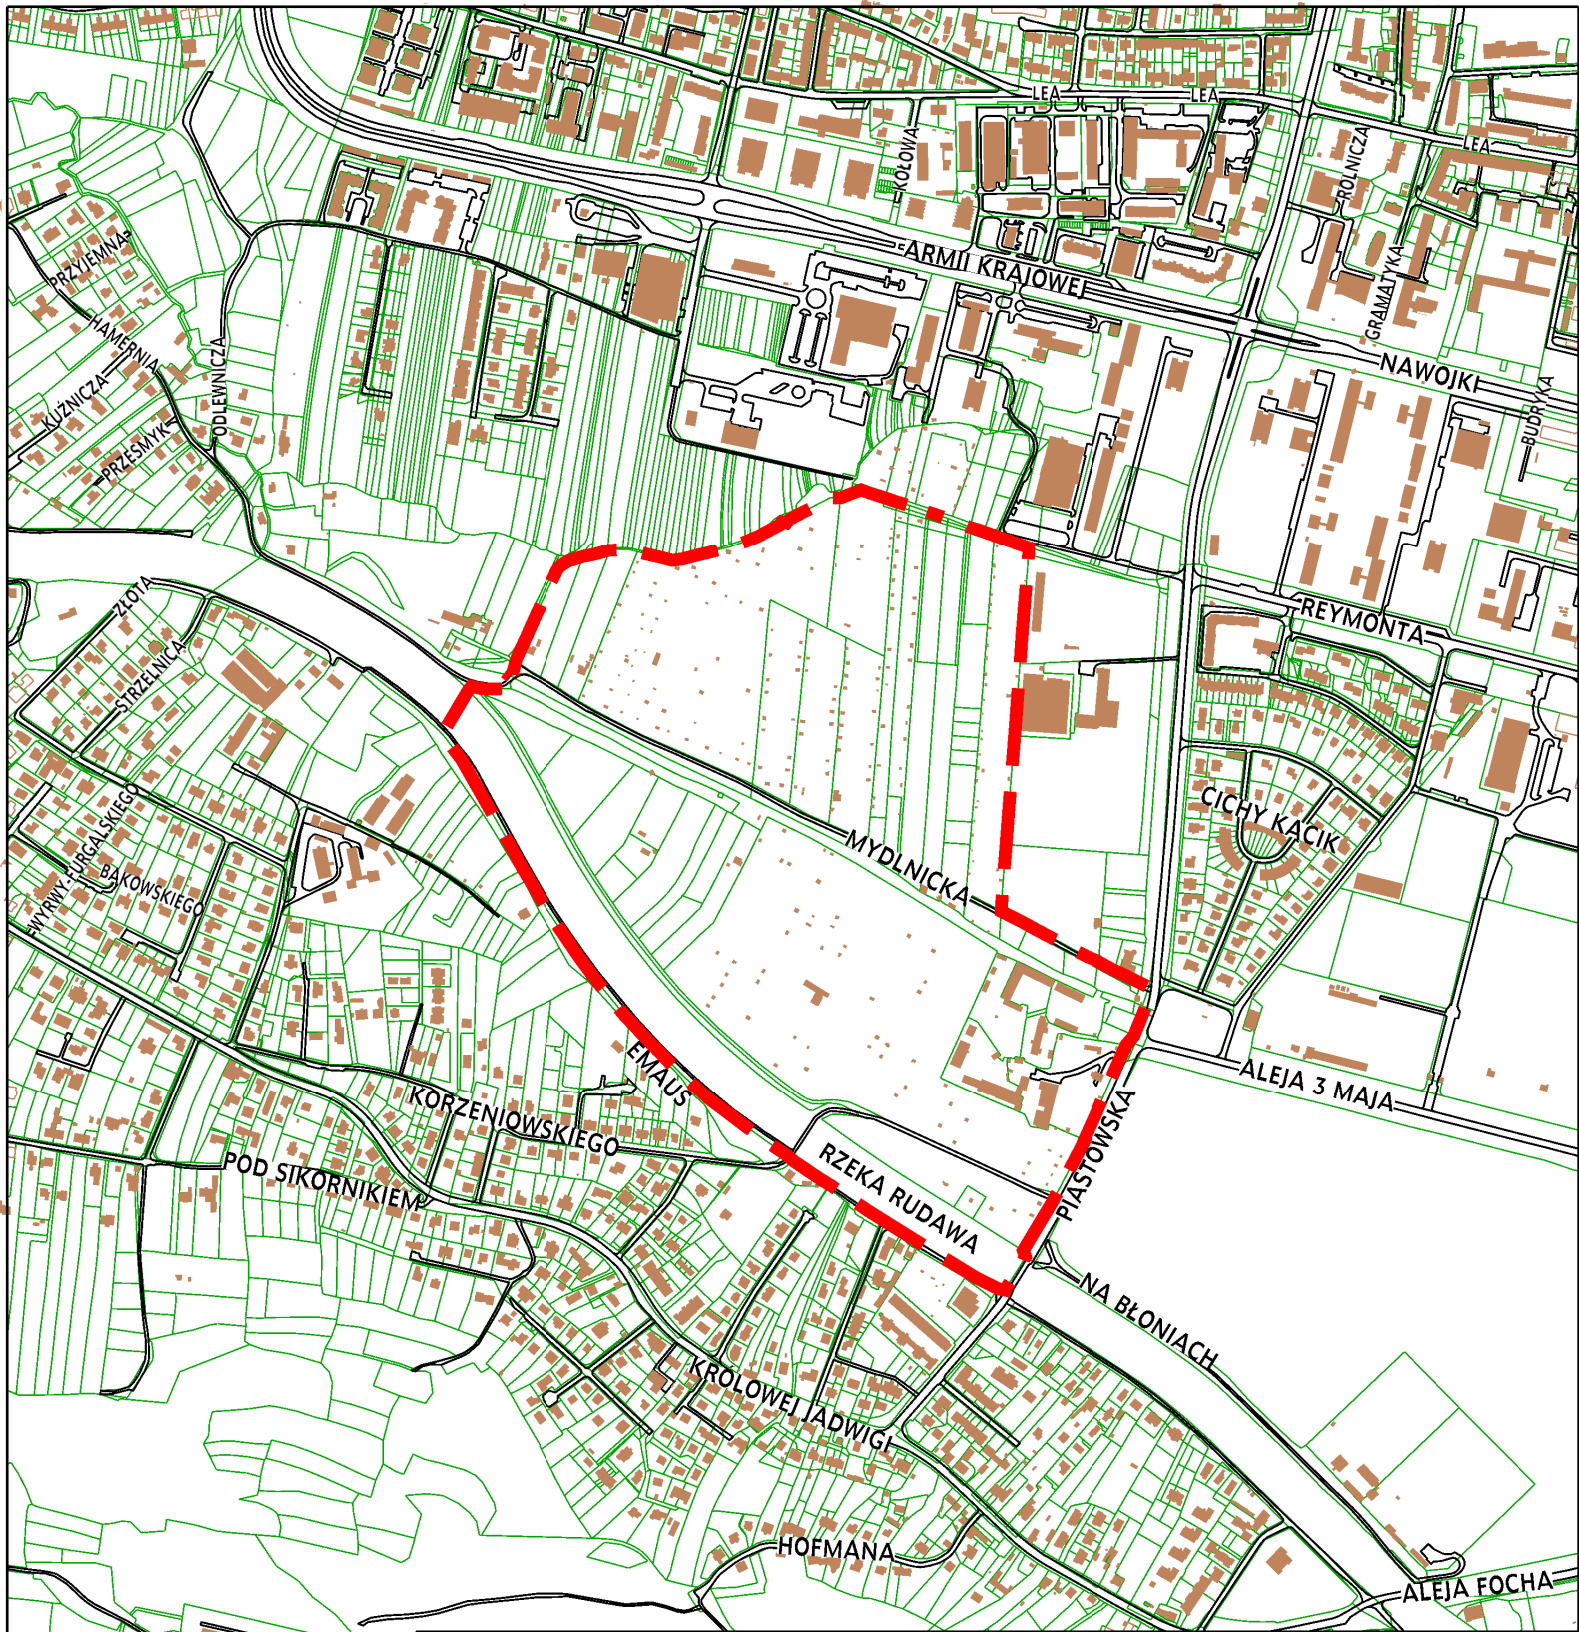 LEA
LEA
LEA
KOŁOWA
ROLNICZA
PRZYJEMNA
ARMII KRAJOWEJ
GRAMATYKA
HAMERNIA
NAWOJKI
KUŹNICZA
ODLEWNICZA
BUDRYKA
PRZESMYK
ZŁOTA
REYMONTA
STRZELNICA
CICHY KĄCIK
MYDLNICKA
WYRWY-FURGALSKIEGO
BĄKOWSKIEGO
EMAUS
ALEJA 3 MAJA
KORZENIOWSKIEGO
PIASTOWSKA
POD SIKORNIKIEM
RZEKA RUDAWA
NA BŁONIACH
KRÓLOWEJ JADWIGI
HOFMANA
ALEJA FOCHA